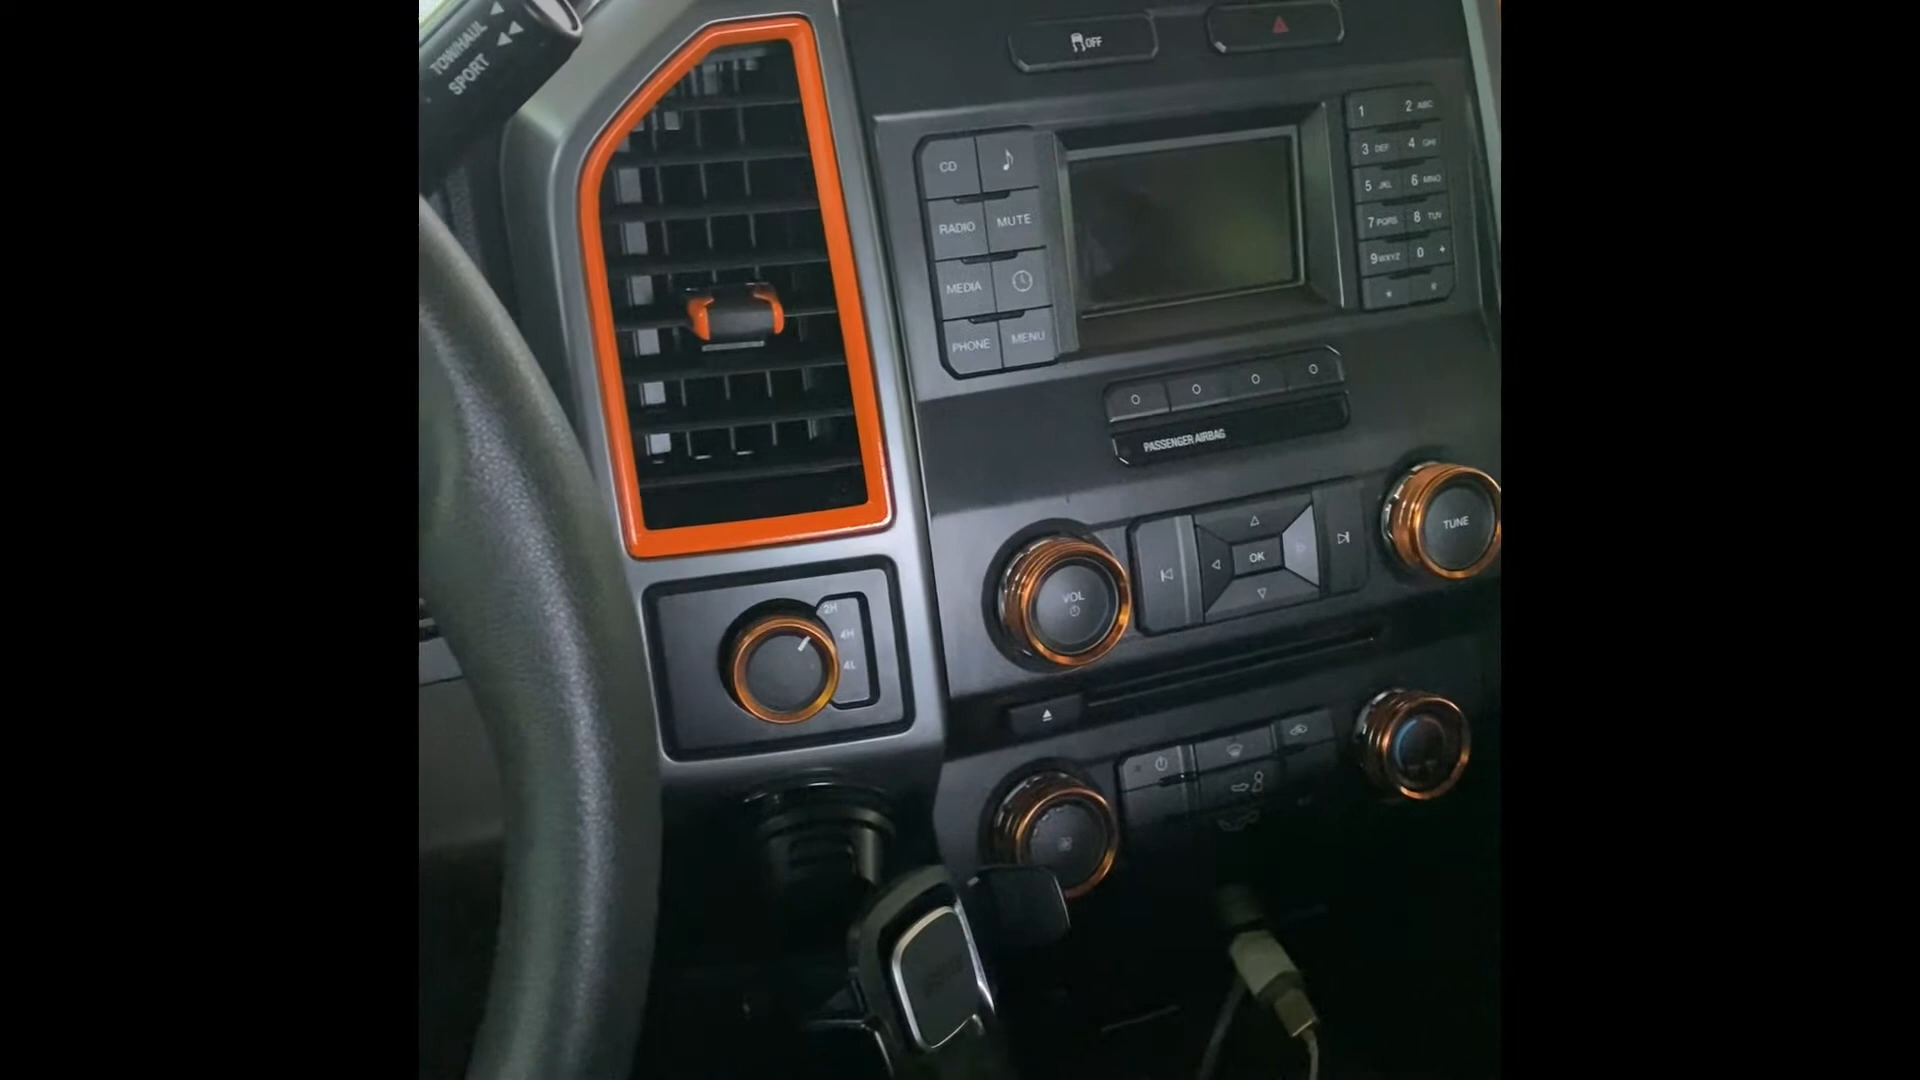 TOW/HAUL
SPORT
OFF
CD
RADIO MUTE
MEDIA
PHONE MENU
1 2 ABC
3 DEF 4 GHI
5 JKL 6 MNO
7 PQRS 8 TUV
9 WXYZ 0 +
* #
PASSENGER AIRBAG
TUNE
OK
VOL
2H
4H
4L